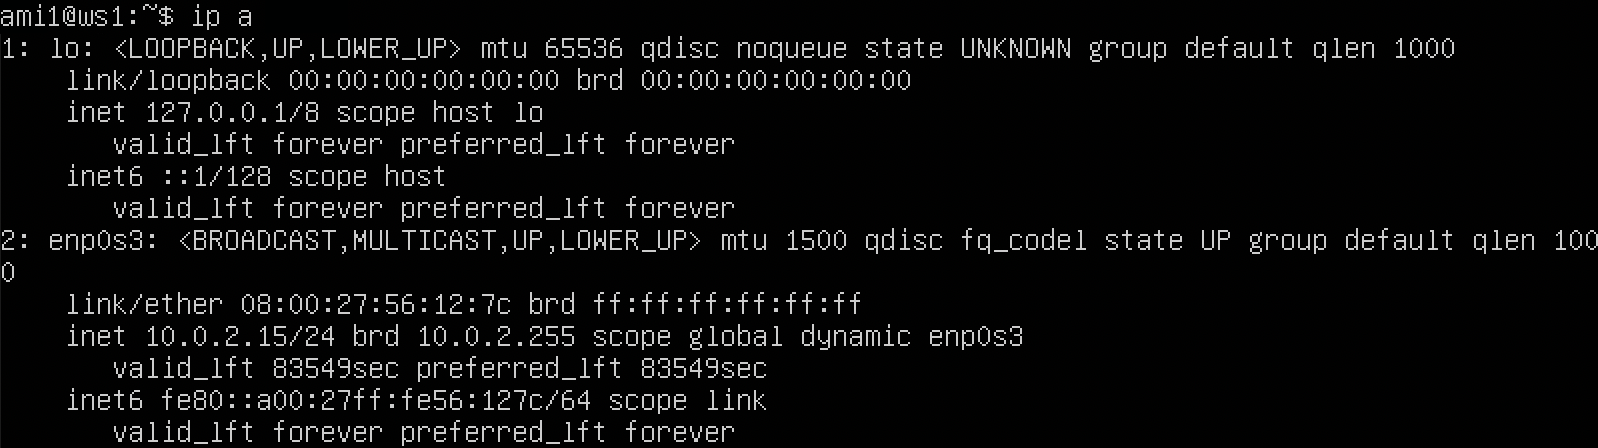 ami1@ws1:~$ ip a
1: lo: <LOOPBACK,UP,LOWER_UP> mtu 65536 qdisc noqueue state UNKNOWN group default qlen 1000
    link/loopback 00:00:00:00:00:00 brd 00:00:00:00:00:00
    inet 127.0.0.1/8 scope host lo
       valid_lft forever preferred_lft forever
    inet6 ::1/128 scope host
       valid_lft forever preferred_lft forever
2: enp0s3: <BROADCAST,MULTICAST,UP,LOWER_UP> mtu 1500 qdisc fq_codel state UP group default qlen 100
0
    link/ether 08:00:27:56:12:7c brd ff:ff:ff:ff:ff:ff
    inet 10.0.2.15/24 brd 10.0.2.255 scope global dynamic enp0s3
       valid_lft 83549sec preferred_lft 83549sec
    inet6 fe80::a00:27ff:fe56:127c/64 scope link
       valid_lft forever preferred_lft forever